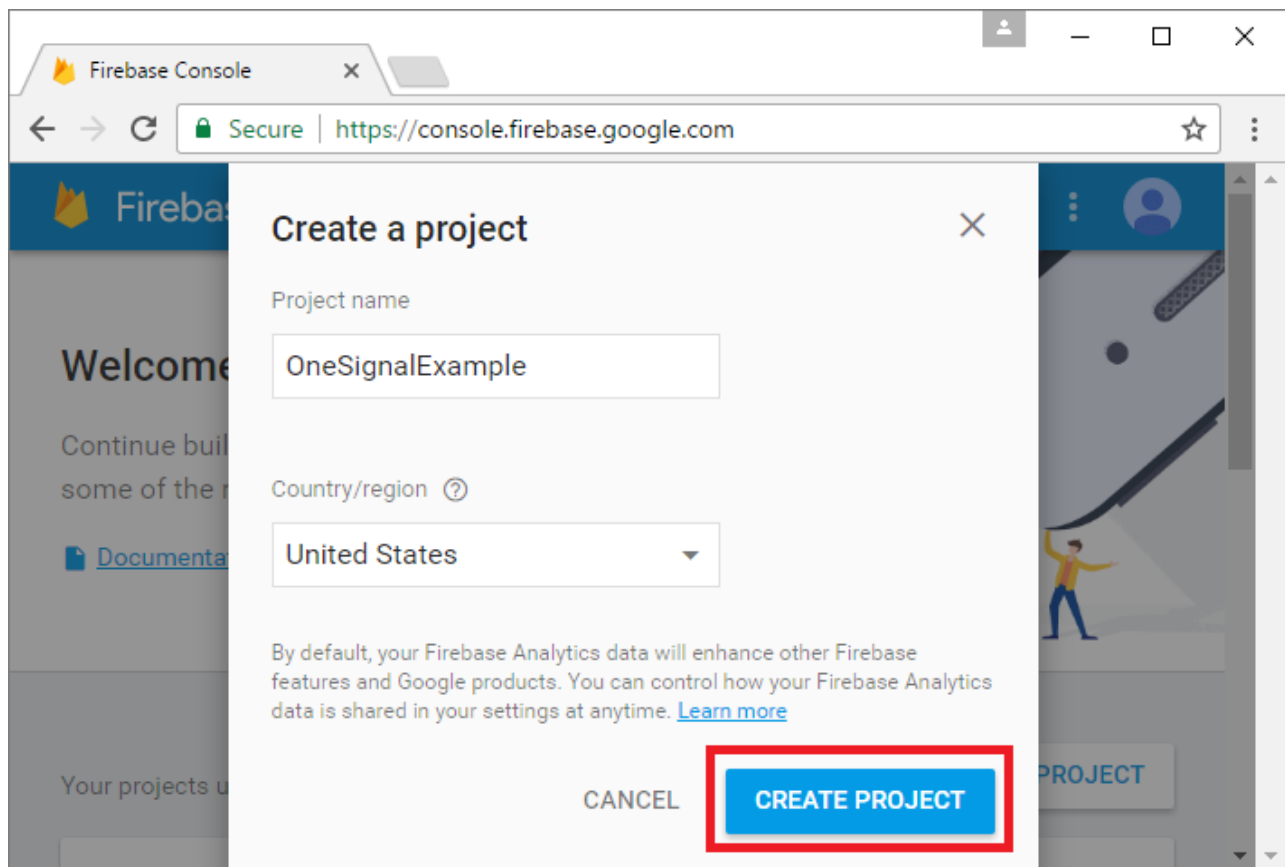 Firebase Console
Secure | https://console.firebase.google.com
Fireba
Create a project
Project name
OneSignalExample
Welcome
Continue buil
some of the r
Country/region
United States
Documenta
By default, your Firebase Analytics data will enhance other Firebase
features and Google products. You can control how your Firebase Analytics
data is shared in your settings at anytime. Learn more
Your projects u
CANCEL
CREATE PROJECT
PROJECT